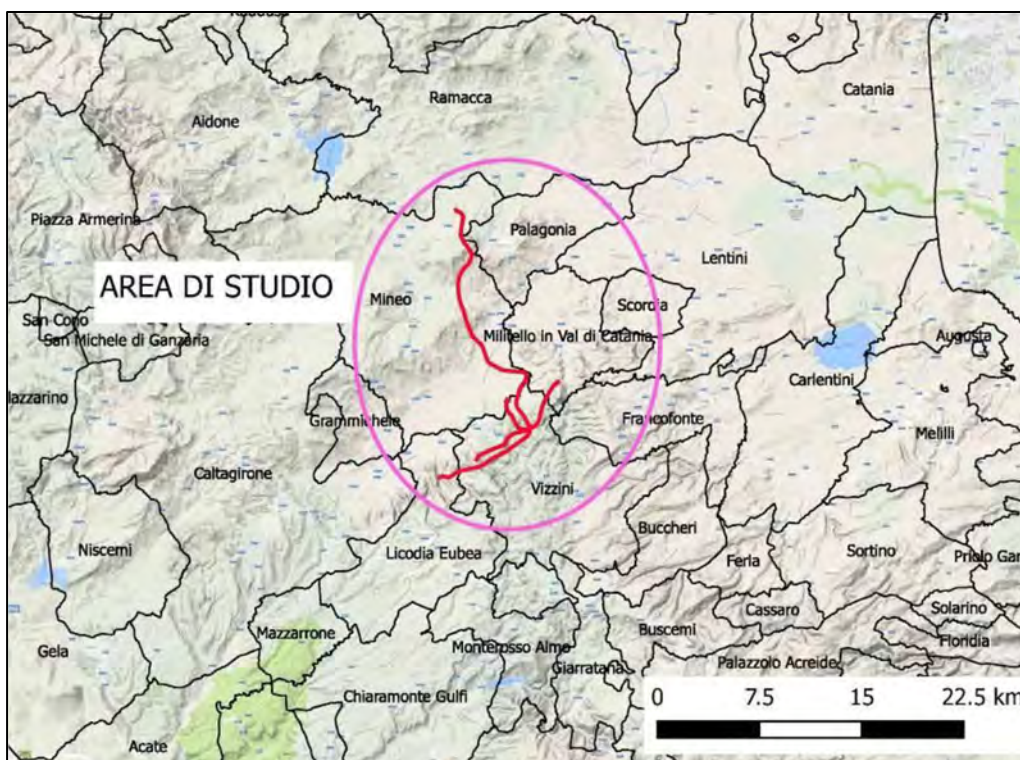 Catania
Ramacca
Aidone
Piazza Armerina
Palagonia
Lentini
AREA DI STUDIO
Mineo
Scordia
San Cono
San Michele di Ganzaria
Militello in Val di Catania
Augusta
Carlentini
Grammichele
Francofonte
Melilli
Caltagirone
Vizzini
Niscemi
Licodia Eubea
Buccheri
Ferla
Sortino
Priolo Gar
Cassaro
Solarino
Mazzarrone
Monterosso Almo
Buscemi
Floridia
Gela
Giarratana
Palazzolo Acreide
Chiaramonte Gulfi
Acate
0 7.5 15 22.5 km